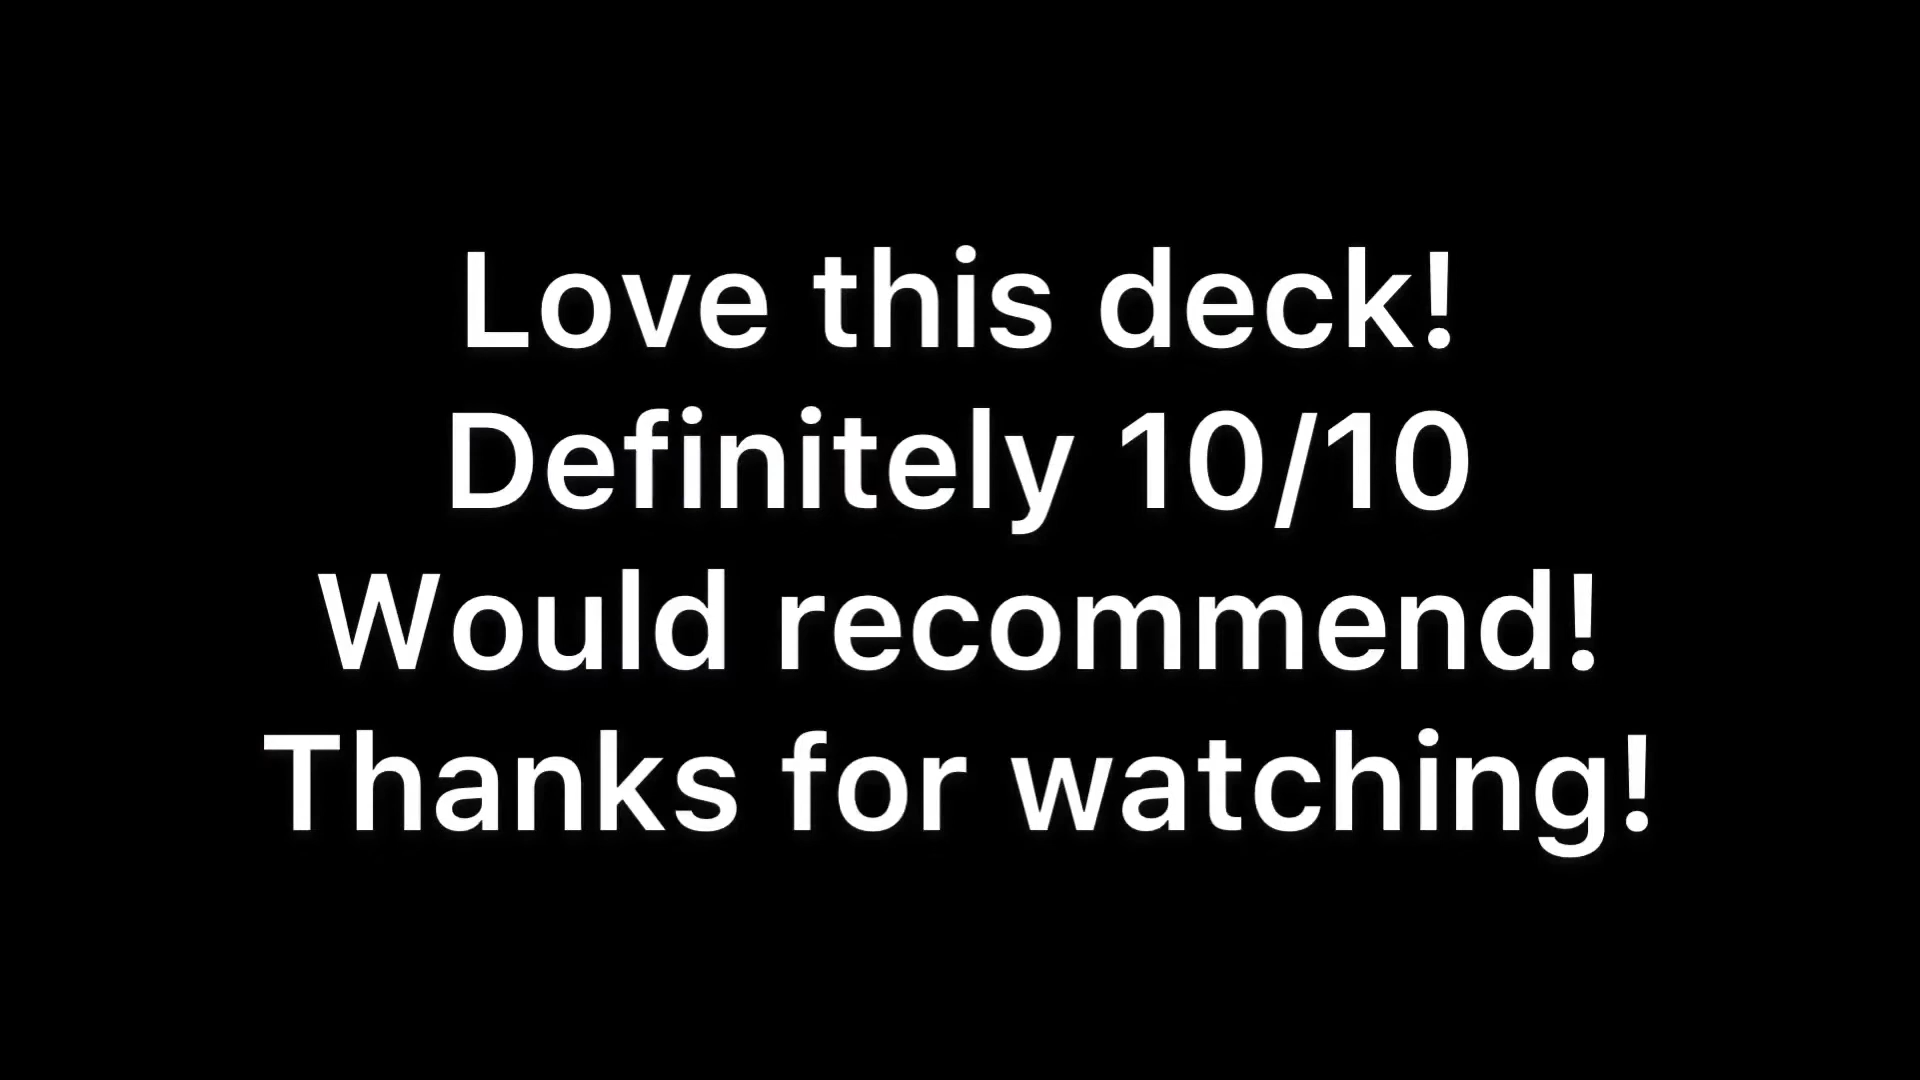 Love this deck!
Definitely 10/10
Would recommend!
Thanks for watching!